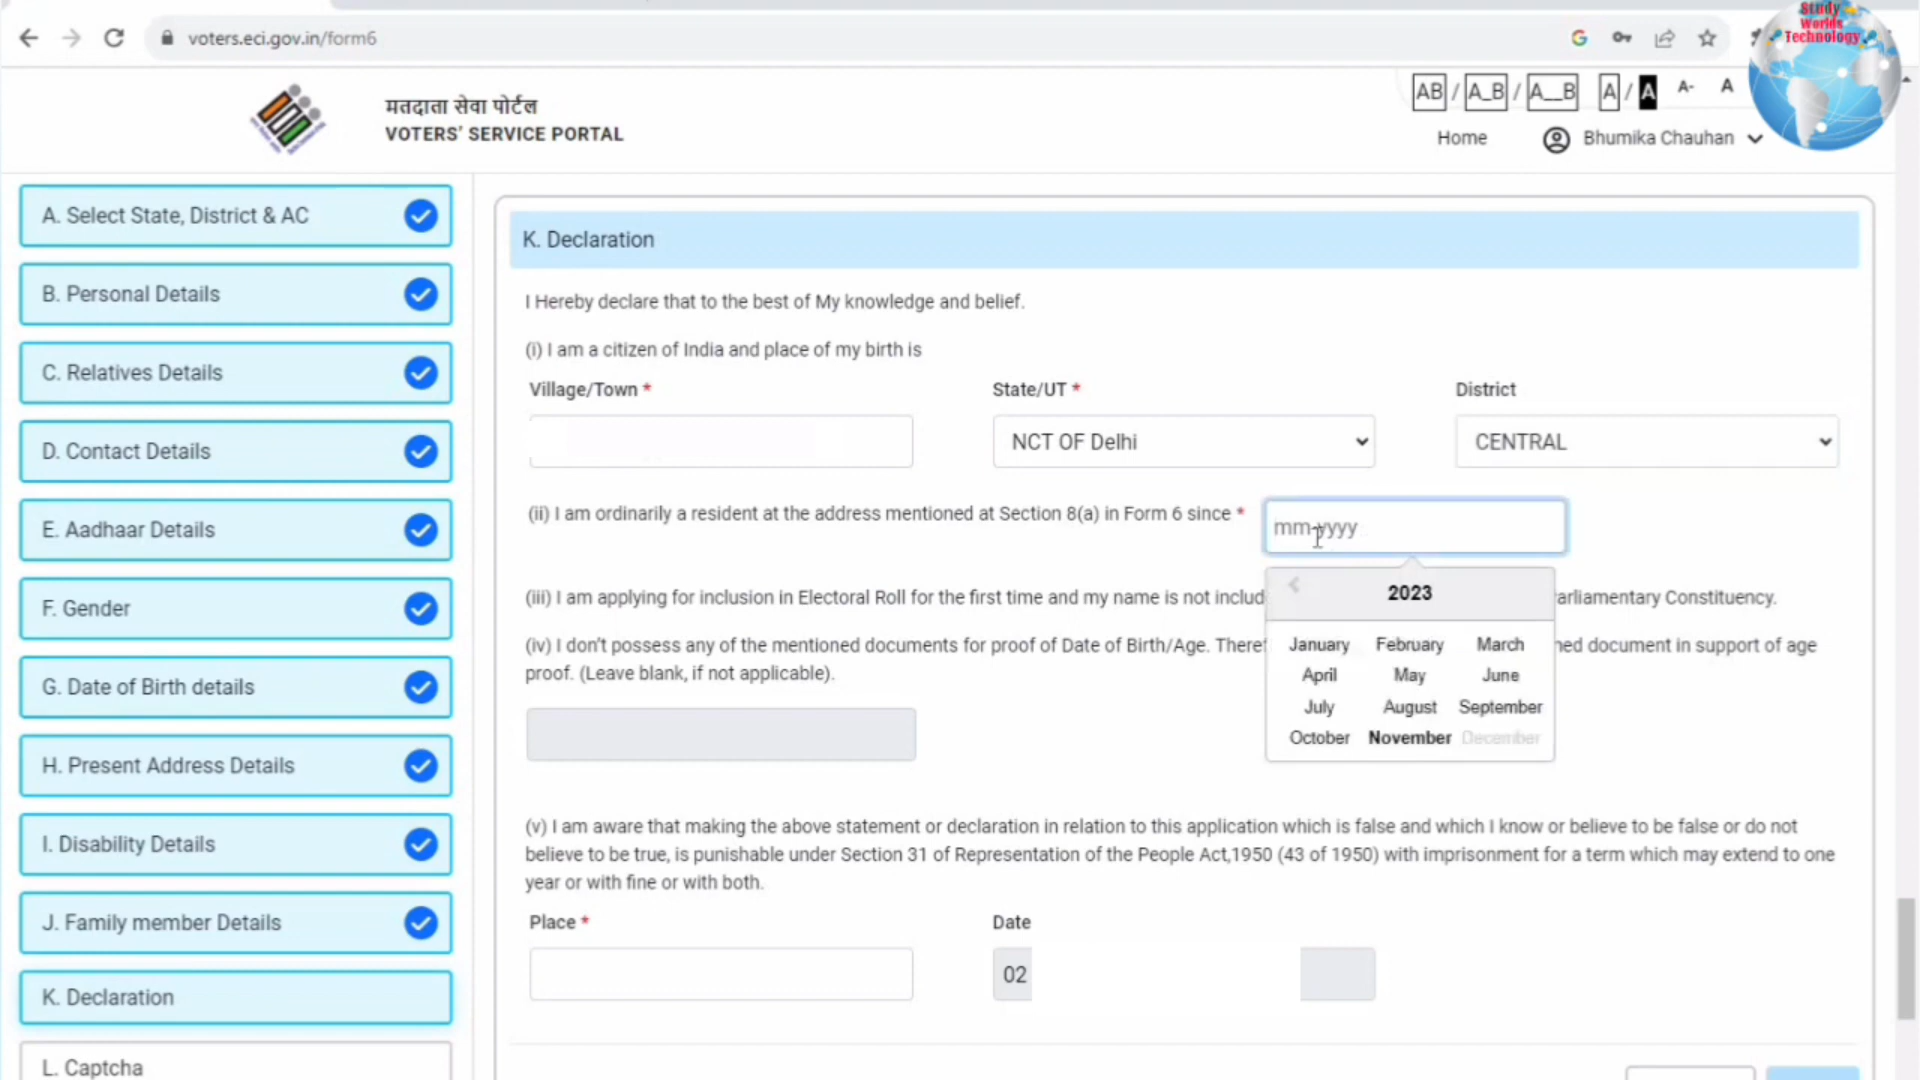 voters.eci.gov.in/form6
Study
Worlds
Technology
मतदाता सेवा पोर्टल
VOTERS' SERVICE PORTAL
AB / A_B / A__B A / A A- A
Home Bhumika Chauhan
A. Select State, District & AC
B. Personal Details
C. Relatives Details
D. Contact Details
E. Aadhaar Details
F. Gender
G. Date of Birth details
H. Present Address Details
I. Disability Details
J. Family member Details
K. Declaration
L. Captcha
K. Declaration
I Hereby declare that to the best of My knowledge and belief.
(i) I am a citizen of India and place of my birth is
Village/Town * State/UT * District
NCT OF Delhi CENTRAL
(ii) I am ordinarily a resident at the address mentioned at Section 8(a) in Form 6 since * mm-yyyy
2023
January February March
April May June
July August September
October November December
(iii) I am applying for inclusion in Electoral Roll for the first time and my name is not includ arliamentary Constituency.
(iv) I don't possess any of the mentioned documents for proof of Date of Birth/Age. Theref ned document in support of age
proof. (Leave blank, if not applicable).
(v) I am aware that making the above statement or declaration in relation to this application which is false and which I know or believe to be false or do not
believe to be true, is punishable under Section 31 of Representation of the People Act,1950 (43 of 1950) with imprisonment for a term which may extend to one
year or with fine or with both.
Place * Date
02